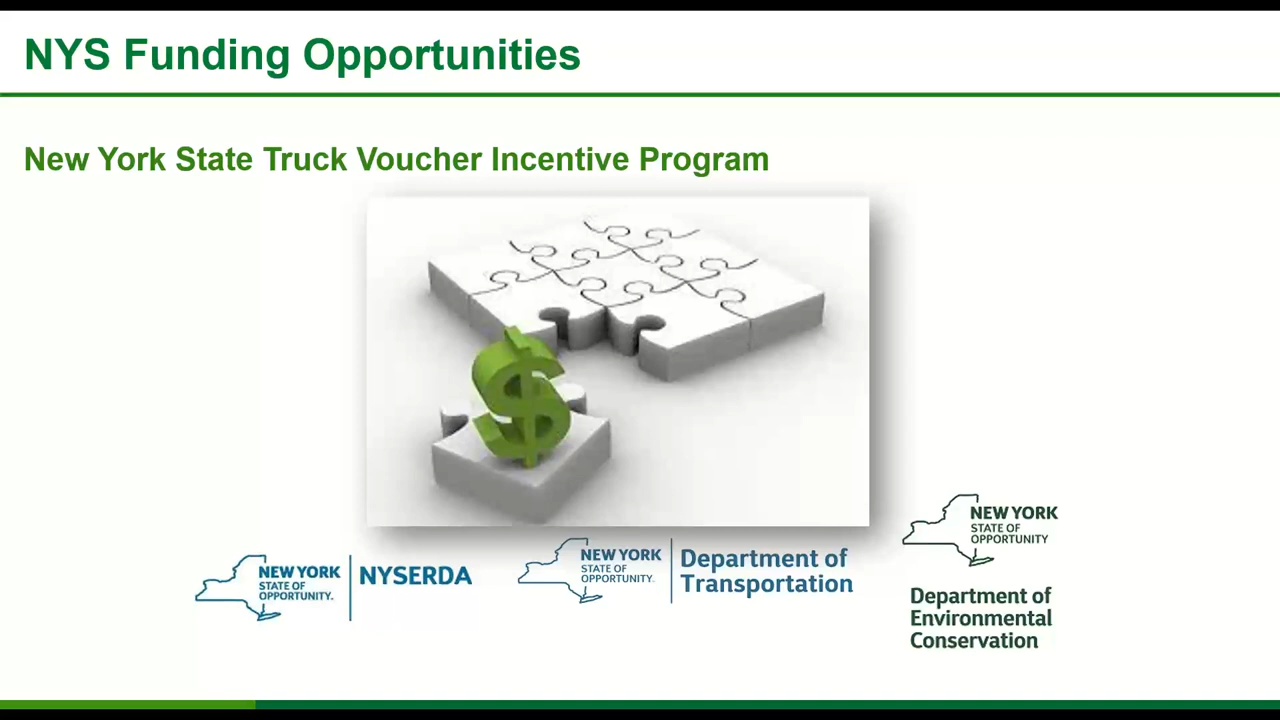 NYS Funding Opportunities
New York State Truck Voucher Incentive Program
$
NEW YORK
STATE OF
OPPORTUNITY.
NYSERDA
NEW YORK
STATE OF
OPPORTUNITY.
Department of
Transportation
NEW YORK
STATE OF
OPPORTUNITY
Department of
Environmental
Conservation